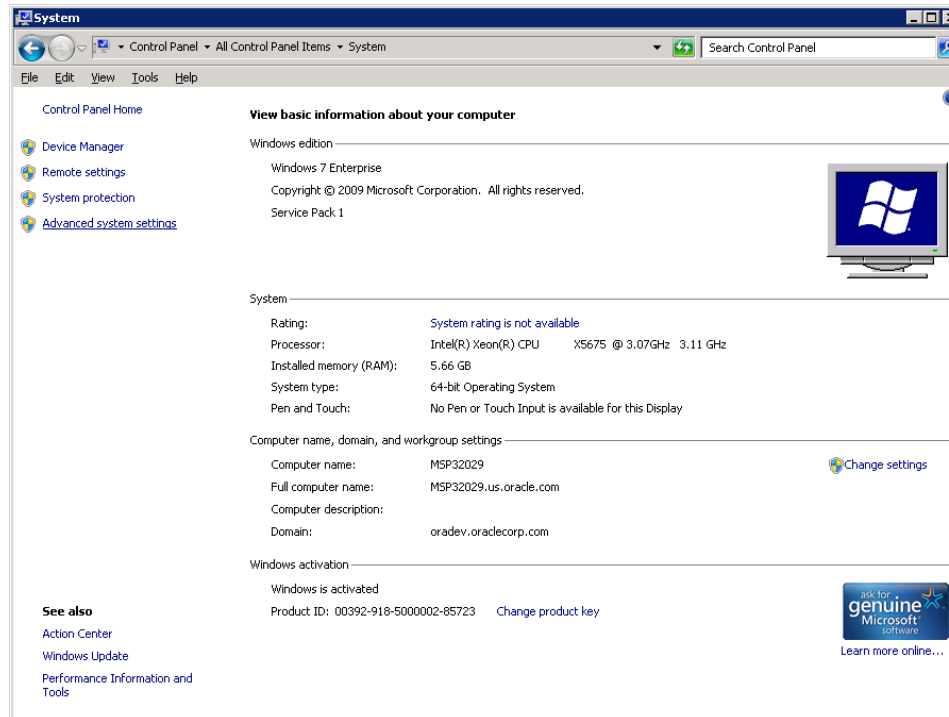 System
Control Panel All Control Panel Items System
Search Control Panel
File Edit View Tools Help
Control Panel Home
Device Manager
Remote settings
System protection
Advanced system settings
View basic information about your computer
Windows edition
Windows 7 Enterprise
Copyright © 2009 Microsoft Corporation. All rights reserved.
Service Pack 1
System
Rating: System rating is not available
Processor: Intel(R) Xeon(R) CPU X5675 @ 3.07GHz 3.11 GHz
Installed memory (RAM): 5.66 GB
System type: 64-bit Operating System
Pen and Touch: No Pen or Touch Input is available for this Display
Computer name, domain, and workgroup settings
Computer name: MSP32029
Change settings
Full computer name: MSP32029.us.oracle.com
Computer description:
Domain: oradev.oraclecorp.com
Windows activation
Windows is activated
Product ID: 00392-918-5000002-85723 Change product key
ask for
genuine
Microsoft
software
Learn more online...
See also
Action Center
Windows Update
Performance Information and
Tools